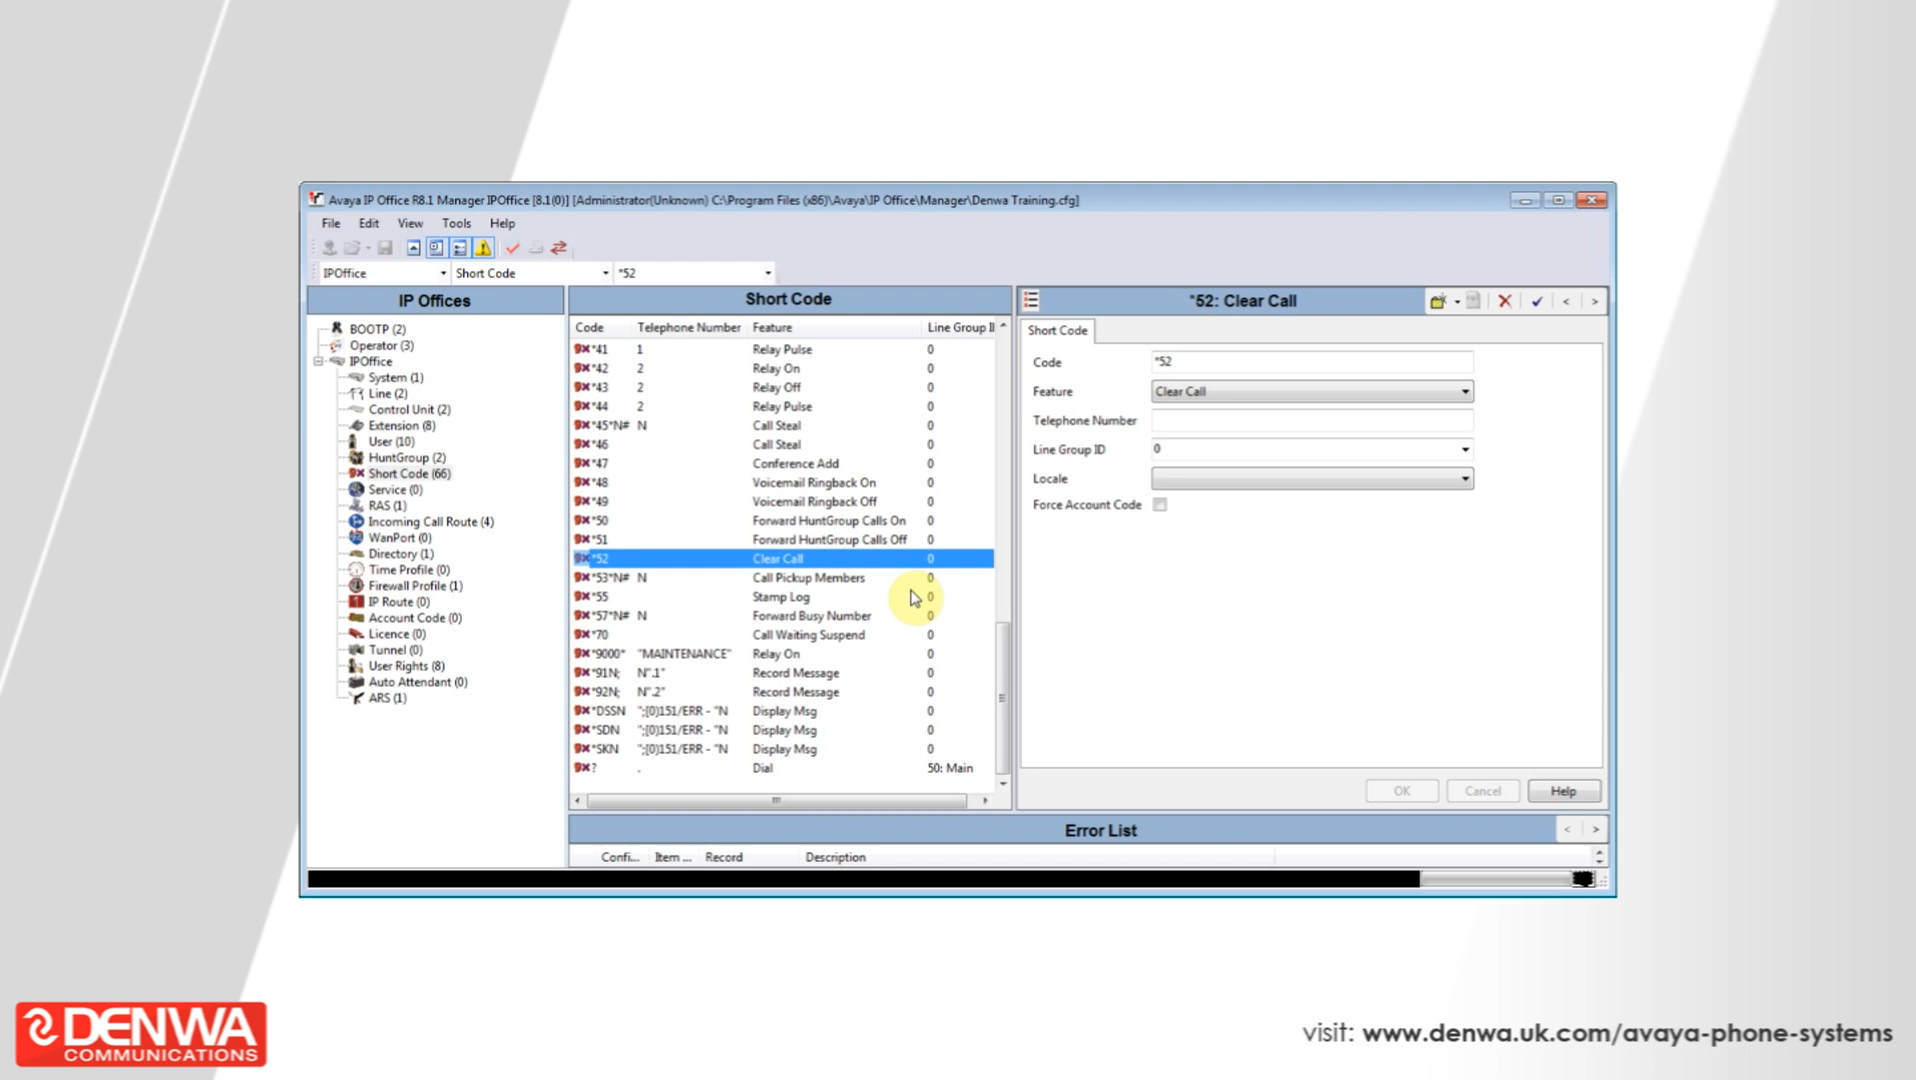 Avaya IP Office R8.1 Manager IPOffice [8.1(0)] [Administrator(Unknown) C:\Program Files (x86)\Avaya\IP Office\Manager\Denwa Training.cfg]
File Edit View Tools Help
IPOffice Short Code *52
IP Offices
BOOTP (2)
Operator (3)
IPOffice
System (1)
Line (2)
Control Unit (2)
Extension (8)
User (10)
HuntGroup (2)
Short Code (66)
Service (0)
RAS (1)
Incoming Call Route (4)
WanPort (0)
Directory (1)
Time Profile (0)
Firewall Profile (1)
IP Route (0)
Account Code (0)
Licence (0)
Tunnel (0)
User Rights (8)
Auto Attendant (0)
ARS (1)
Short Code
Code Telephone Number Feature Line Group I
*41 1 Relay Pulse 0
*42 2 Relay On 0
*43 2 Relay Off 0
*44 2 Relay Pulse 0
*45*N# N Call Steal 0
*46 Call Steal 0
*47 Conference Add 0
*48 Voicemail Ringback On 0
*49 Voicemail Ringback Off 0
*50 Forward HuntGroup Calls On 0
*51 Forward HuntGroup Calls Off 0
*52 Clear Call 0
*53*N# N Call Pickup Members 0
*55 Stamp Log 0
*57*N# N Forward Busy Number 0
*70 Call Waiting Suspend 0
*9000* "MAINTENANCE" Relay On 0
*91N; N".1" Record Message 0
*92N; N".2" Record Message 0
*DSSN ";[0]151/ERR - "N Display Msg 0
*SDN ";[0]151/ERR - "N Display Msg 0
*SKN ";[0]151/ERR - "N Display Msg 0
? . Dial 50: Main
*52: Clear Call
Short Code
Code *52
Feature Clear Call
Telephone Number
Line Group ID 0
Locale
Force Account Code
OK Cancel Help
Error List
Confi... Item ... Record Description
DENWA
COMMUNICATIONS
visit: www.denwa.uk.com/avaya-phone-systems